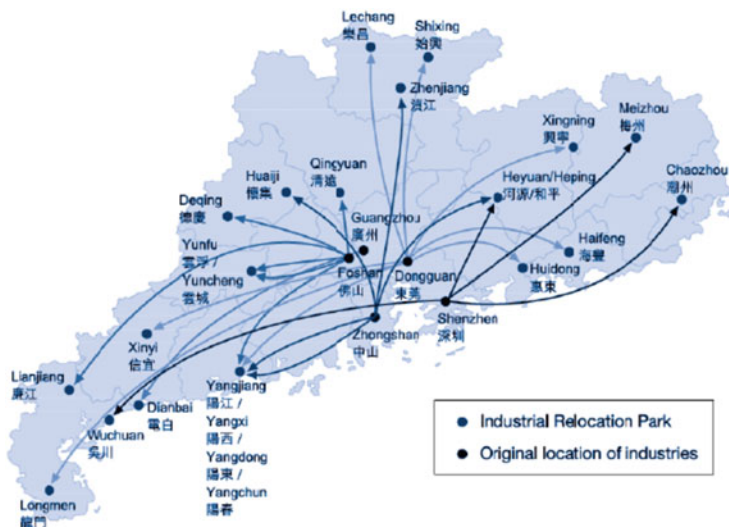 Lechang
樂昌
Shixing
始興
Zhenjiang
湞江
Xingning
興寧
Meizhou
梅州
Chaozhou
潮州
Qingyuan
清遠
Huaiji
懷集
Heyuan/Heping
河源/和平
Deqing
德慶
Guangzhou
廣州
Yunfu
雲浮 /
Yuncheng
雲城
Foshan
佛山
Dongguan
東莞
Haifeng
海豐
Huidong
惠東
Shenzhen
深圳
Zhongshan
中山
Xinyi
信宜
Lianjiang
廉江
Dianbai
電白
Wuchuan
吳川
Yangjiang
陽江 /
Yangxi
陽西 /
Yangdong
陽東 /
Yangchun
陽春
Longmen
龍門
Industrial Relocation Park
Original location of industries